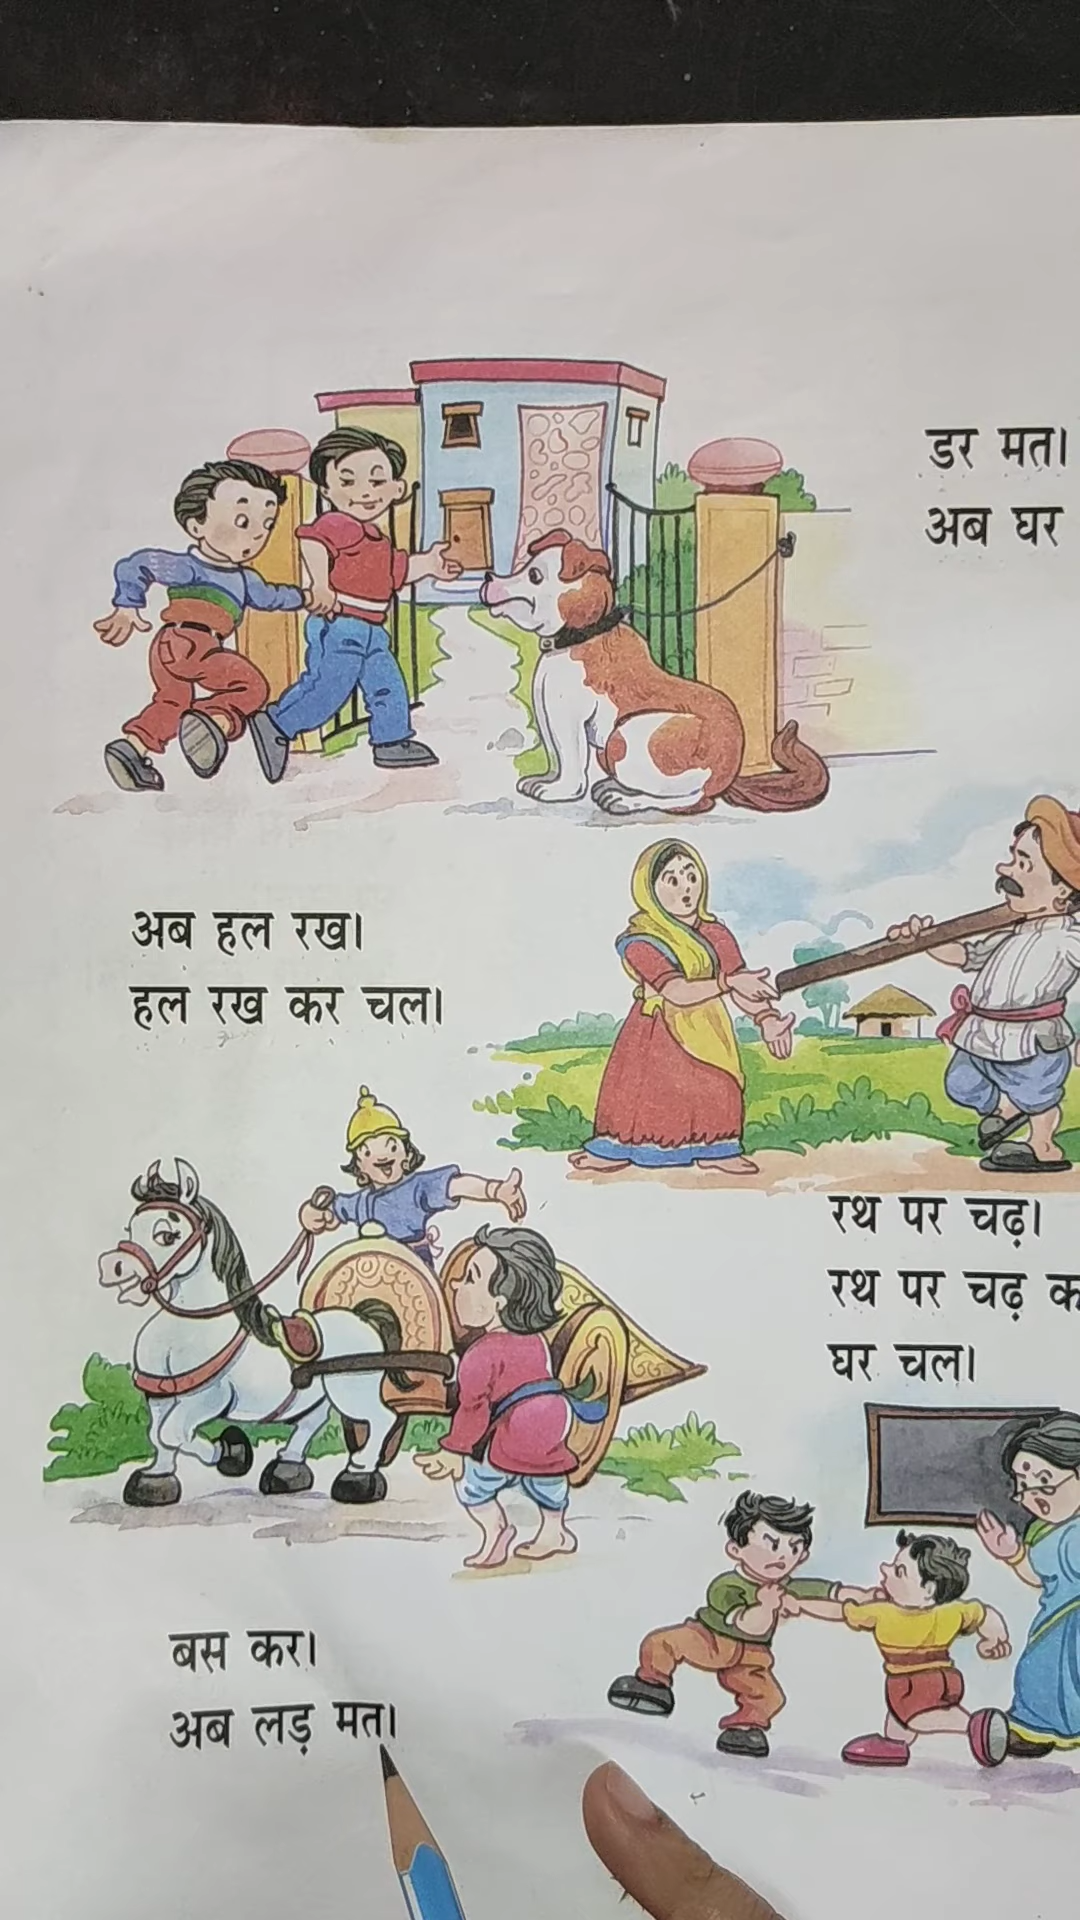 डर मत।
अब घर
अब हल रख।
हल रख कर चल।
रथ पर चढ़।
रथ पर चढ़ क
घर चल।
बस कर।
अब लड़ मत।